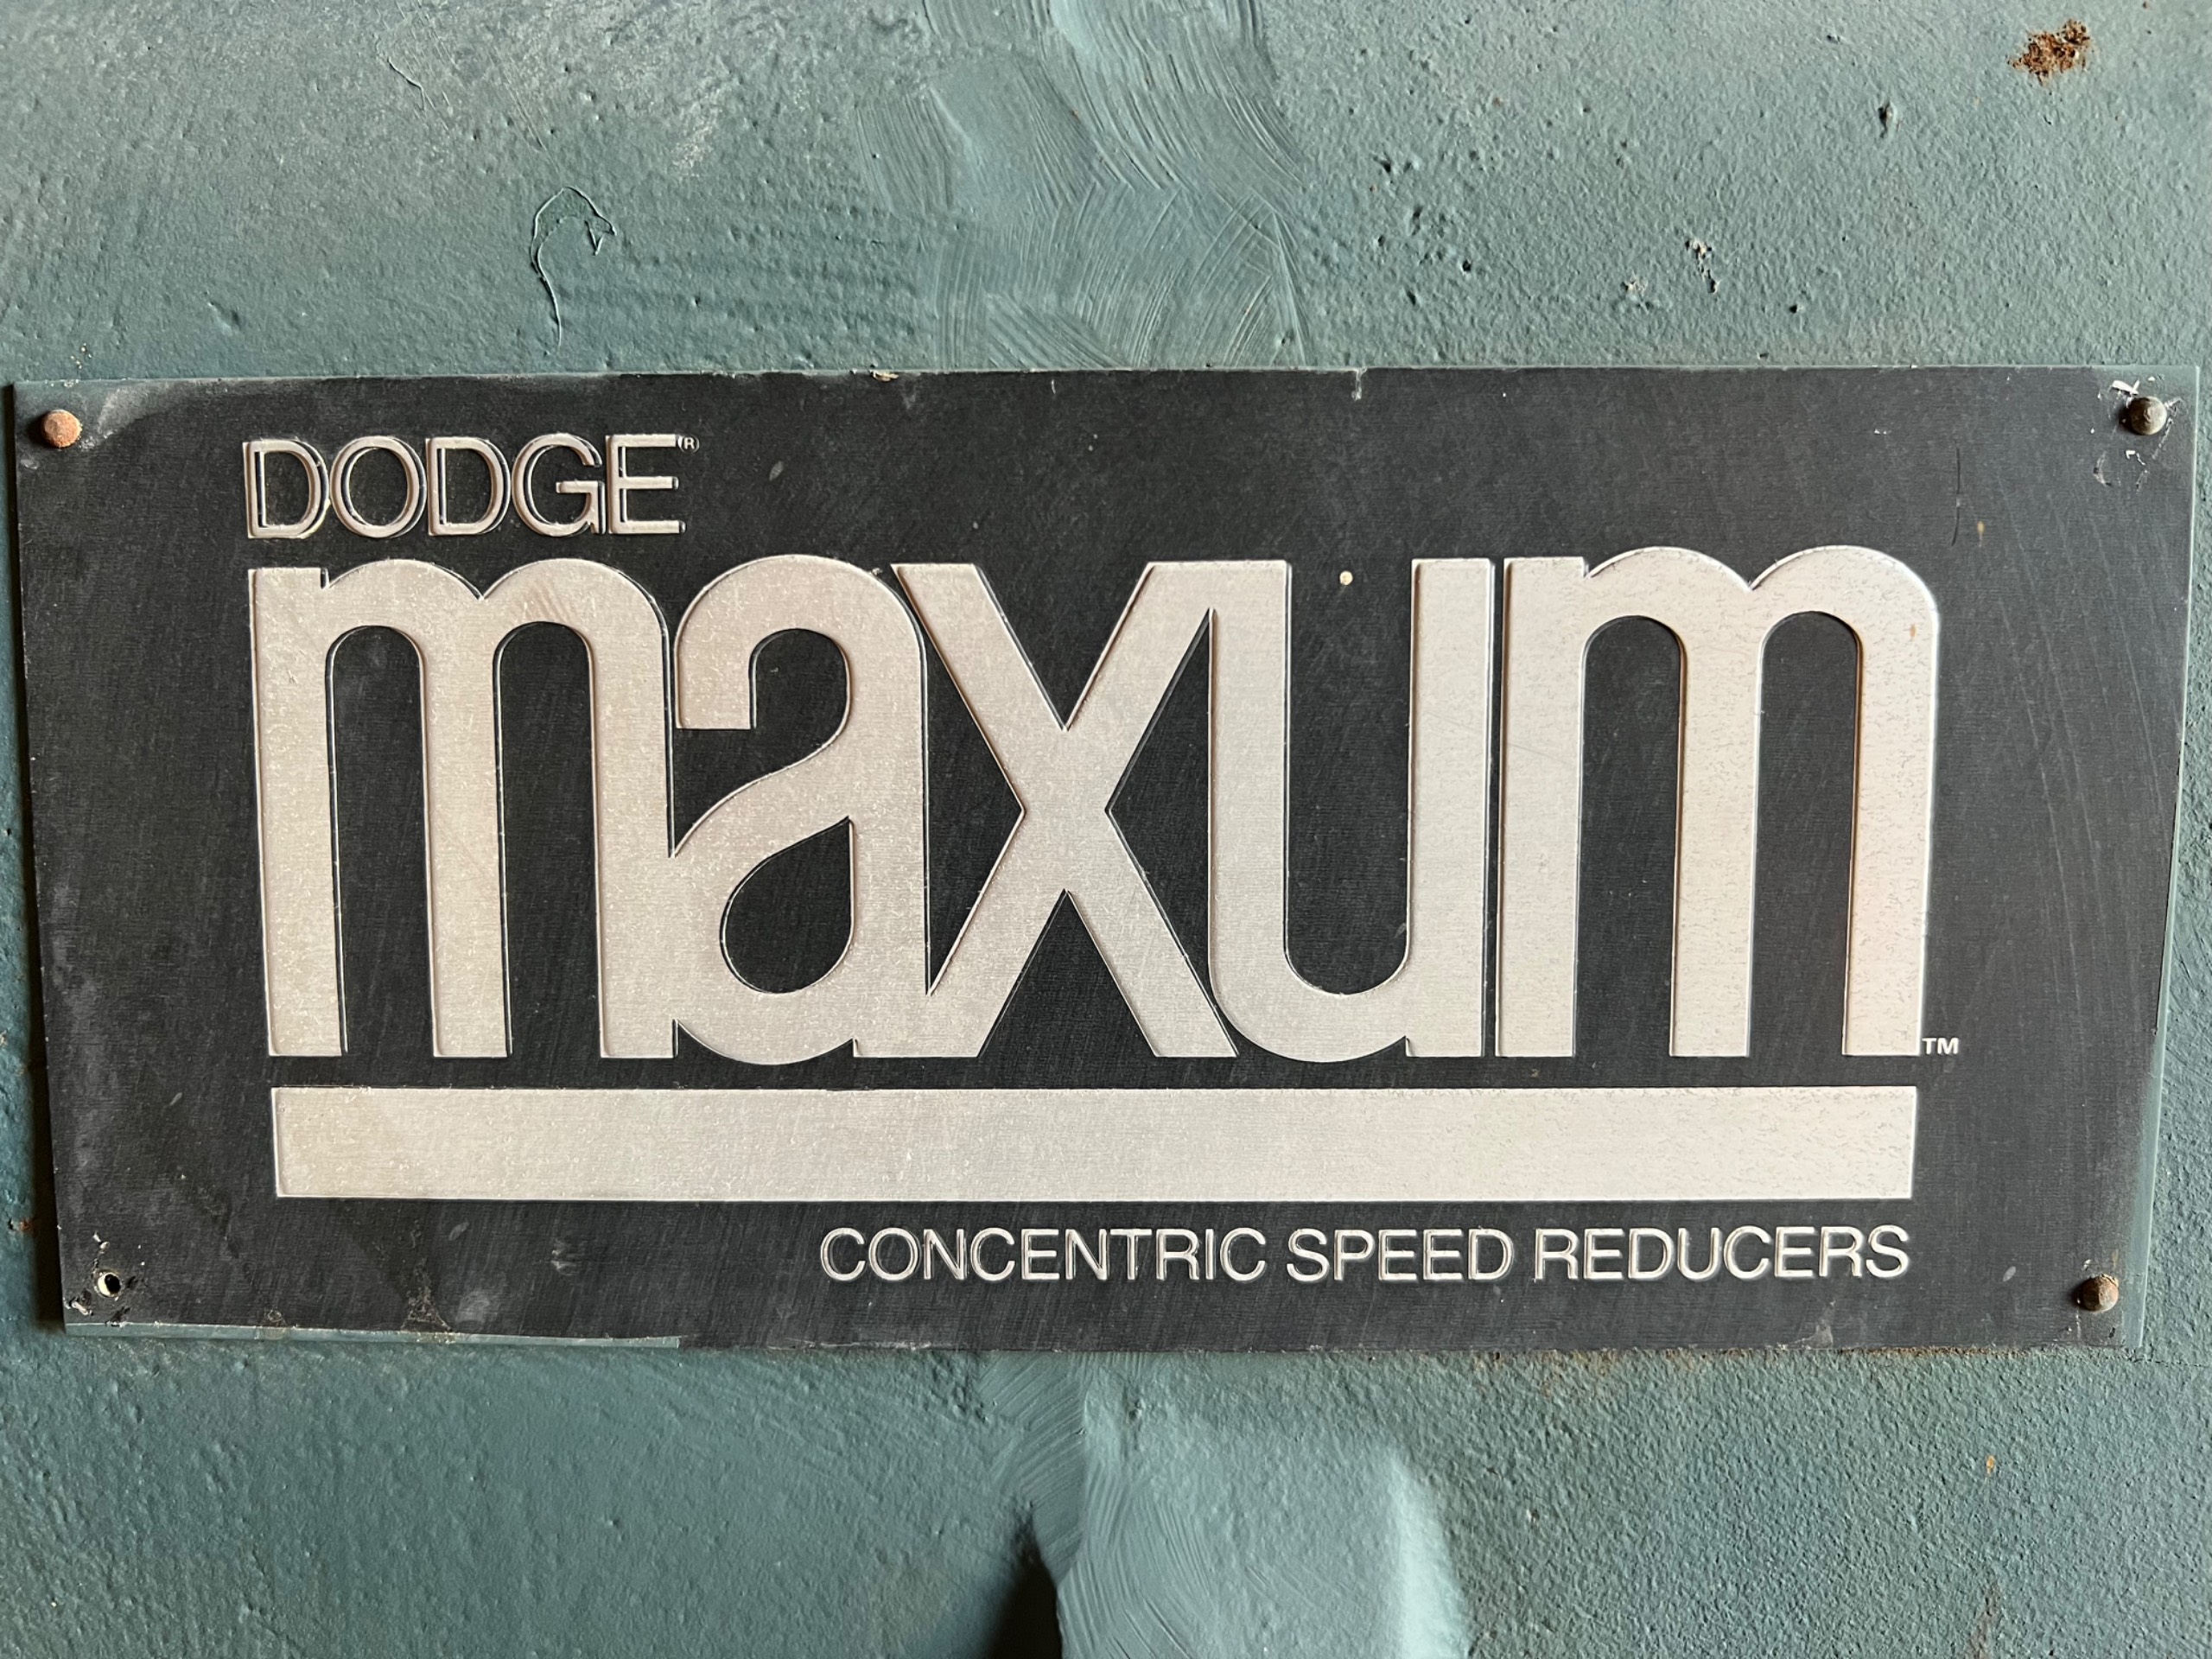 DODGE®
maxum™
CONCENTRIC SPEED REDUCERS